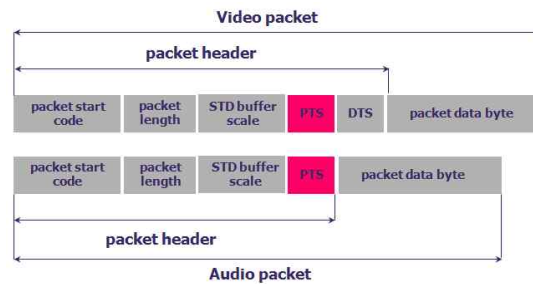 Video packet
packet header
packet start code
packet length
STD buffer scale
PTS
DTS
packet data byte
packet start code
packet length
STD buffer scale
PTS
packet data byte
packet header
Audio packet